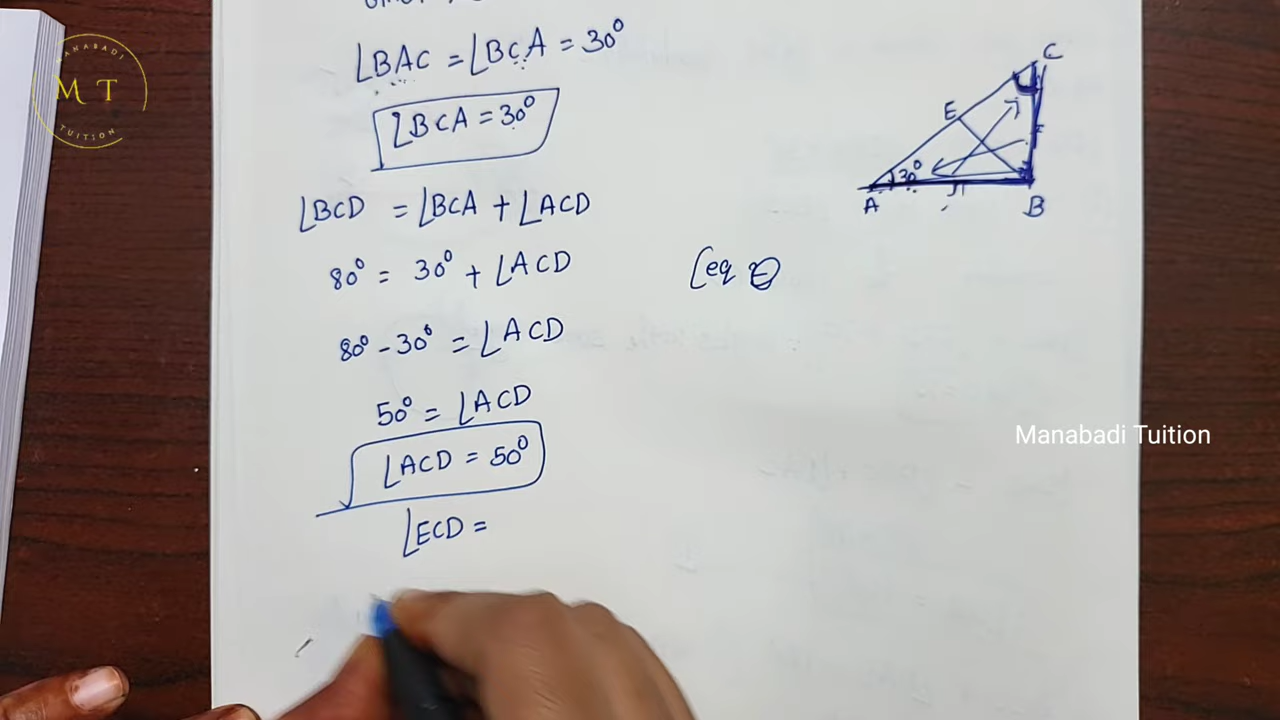 ∠BAC = ∠BCA = 30°
∠BCA = 30°
∠BCD = ∠BCA + ∠ACD
80° = 30° + ∠ACD [eq
80° - 30° = ∠ACD
50° = ∠ACD
∠ACD = 50°
∠ECD =
C
E
30°
A
B
MANABADI
MT
TUITION
Manabadi Tuition